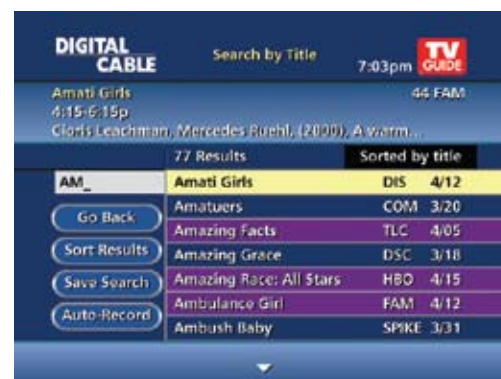 DIGITAL CABLE
Search by Title
7:03pm
TV GUIDE
Amati Girls 44 FAM
4:15-6:15p
Cloris Leachman, Mercedes Ruehl, (2000), A warm...
77 Results Sorted by title
AM_
Go Back
Sort Results
Save Search
Auto-Record
Amati Girls DIS 4/12
Amatuers COM 3/20
Amazing Facts TLC 4/05
Amazing Grace DSC 3/18
Amazing Race: All Stars HBO 4/15
Ambulance Girl FAM 4/12
Ambush Baby SPIKE 3/31